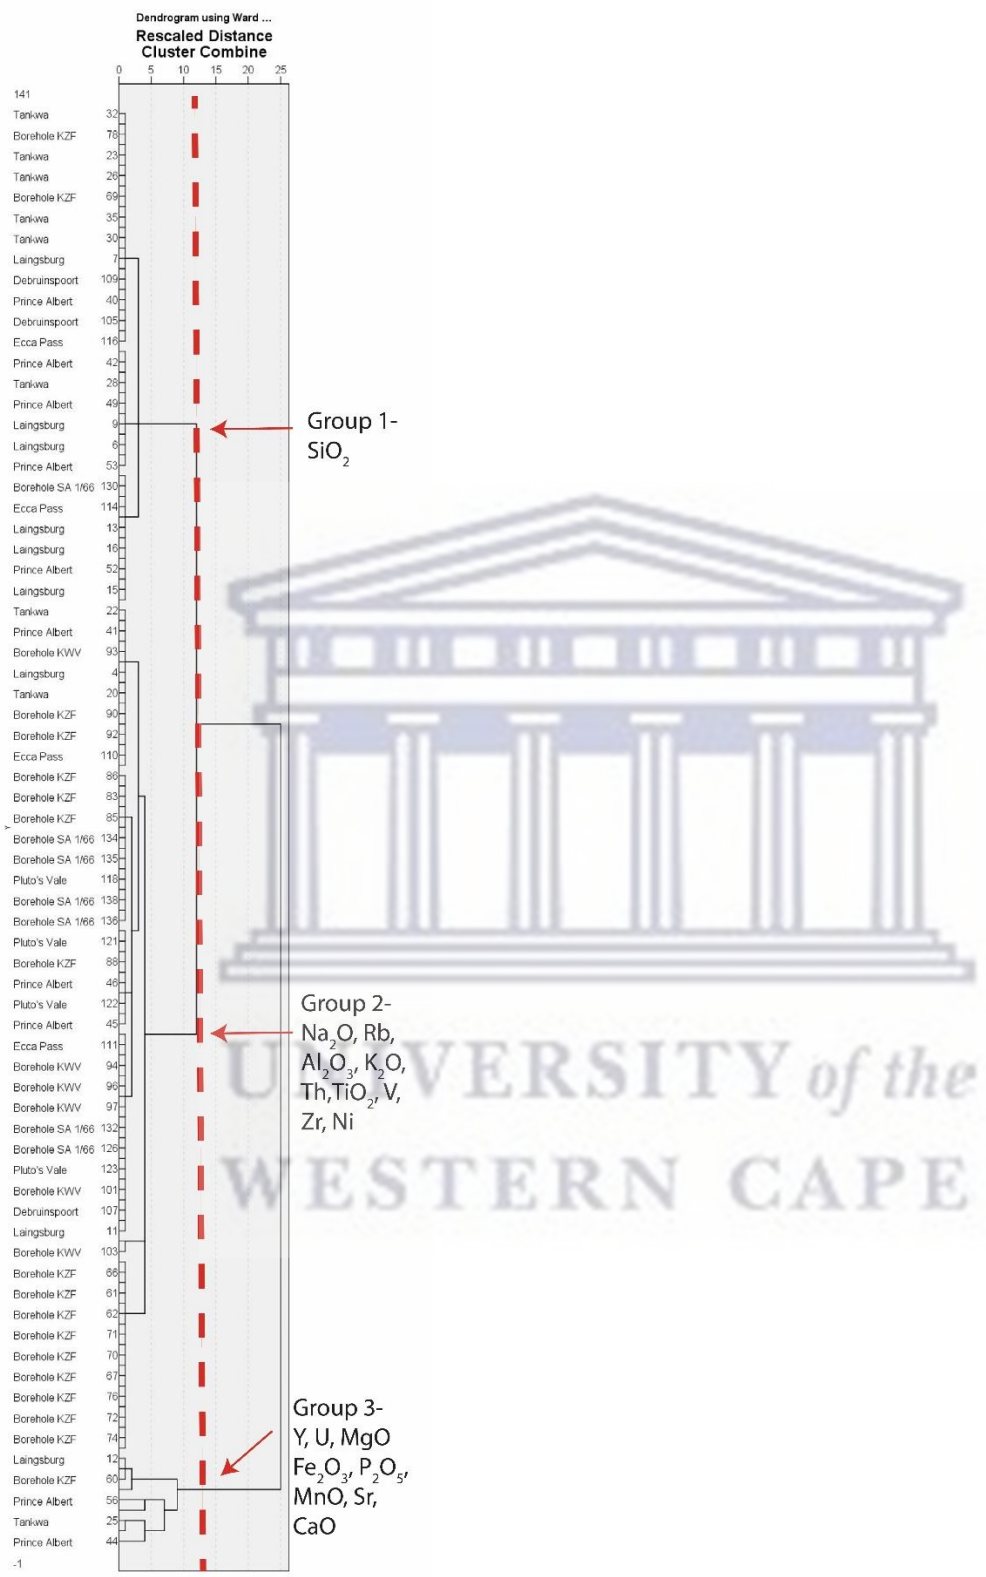 Dendrogram using Ward ...
Rescaled Distance
Cluster Combine
0 5 10 15 20 25
141
Tankwa 32
Borehole KZF 78
Tankwa 23
Tankwa 26
Borehole KZF 69
Tankwa 35
Tankwa 30
Laingsburg 7
Debruinspoort 109
Prince Albert 40
Debruinspoort 105
Ecca Pass 116
Prince Albert 42
Tankwa 28
Prince Albert 49
Laingsburg 9
Group 1-
SiO₂
Laingsburg 6
Prince Albert 53
Borehole SA 1/66 130
Ecca Pass 114
Laingsburg 13
Laingsburg 16
Prince Albert 52
Laingsburg 15
Tankwa 22
Prince Albert 41
Borehole KWV 93
Laingsburg 4
Tankwa 20
Borehole KZF 90
Borehole KZF 92
Ecca Pass 110
Borehole KZF 86
Borehole KZF 83
Borehole KZF 85
Y
Borehole SA 1/66 134
Borehole SA 1/66 135
Pluto's Vale 118
Borehole SA 1/66 138
Borehole SA 1/66 136
Pluto's Vale 121
Borehole KZF 88
Prince Albert 46
Pluto's Vale 122
Prince Albert 45
Group 2-
Na₂O, Rb,
Al₂O₃, K₂O,
Th,TiO₂, V,
Zr, Ni
Ecca Pass 111
Borehole KWV 94
Borehole KWV 96
Borehole KWV 97
Borehole SA 1/66 132
Borehole SA 1/66 126
Pluto's Vale 123
Borehole KWV 101
Debruinspoort 107
Laingsburg 11
Borehole KWV 103
UNIVERSITY of the
WESTERN CAPE
Borehole KZF 66
Borehole KZF 61
Borehole KZF 62
Borehole KZF 71
Borehole KZF 70
Borehole KZF 67
Borehole KZF 76
Borehole KZF 72
Borehole KZF 74
Group 3-
Y, U, MgO
Fe₂O₃, P₂O₅,
MnO, Sr,
CaO
Laingsburg 12
Borehole KZF 60
Prince Albert 56
Tankwa 25
Prince Albert 44
-1